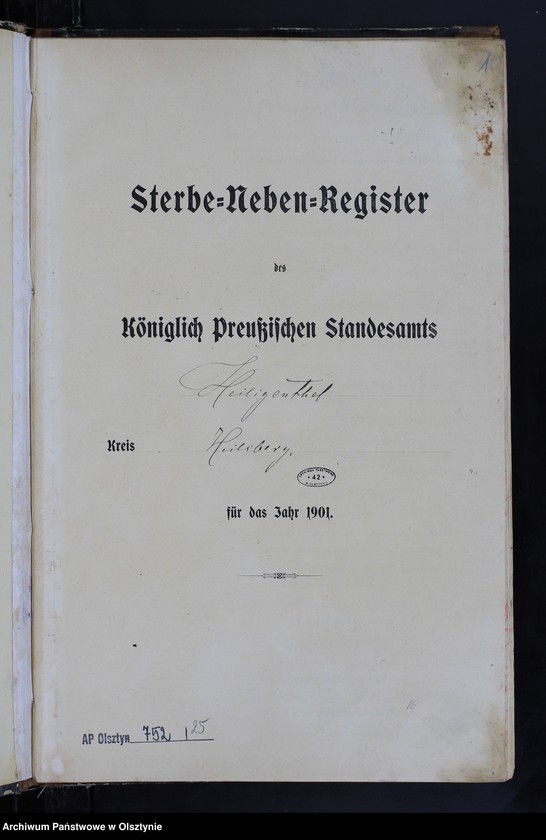 1
Sterbe=Neben=Register
des
Königlich Preußischen Standesamts
Heiligenthal
Kreis Heilsberg.
42
für das Jahr 1901.
AP Olsztyn 752 / 25
Archiwum Państwowe w Olsztynie